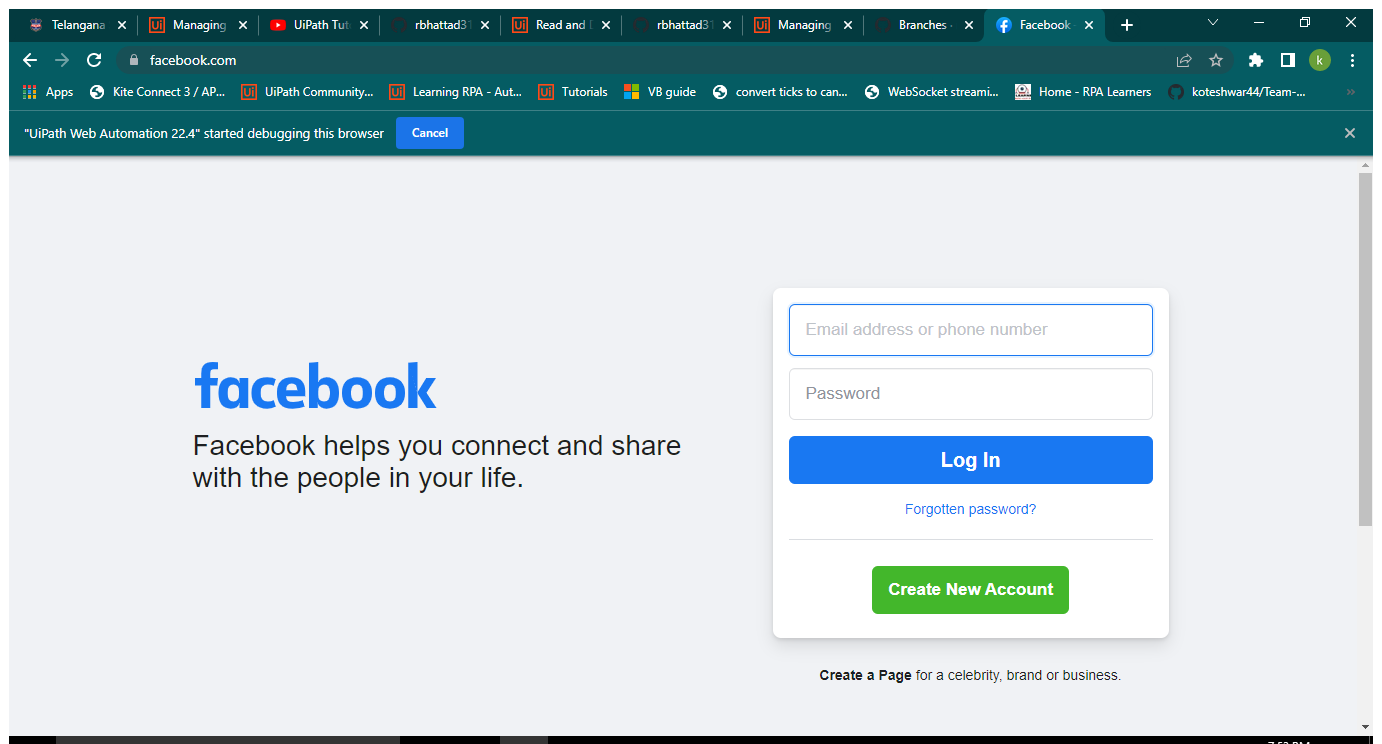 Telangana Managing UiPath Tut rbhattad31 Read and rbhattad31 Managing Branches Facebook
facebook.com k
Apps Kite Connect 3 / AP... UiPath Community... Learning RPA - Aut... Tutorials VB guide convert ticks to can... WebSocket streami... Home - RPA Learners koteshwar44/Team-...
"UiPath Web Automation 22.4" started debugging this browser Cancel
facebook
Facebook helps you connect and share
with the people in your life.
Email address or phone number
Password
Log In
Forgotten password?
Create New Account
Create a Page for a celebrity, brand or business.